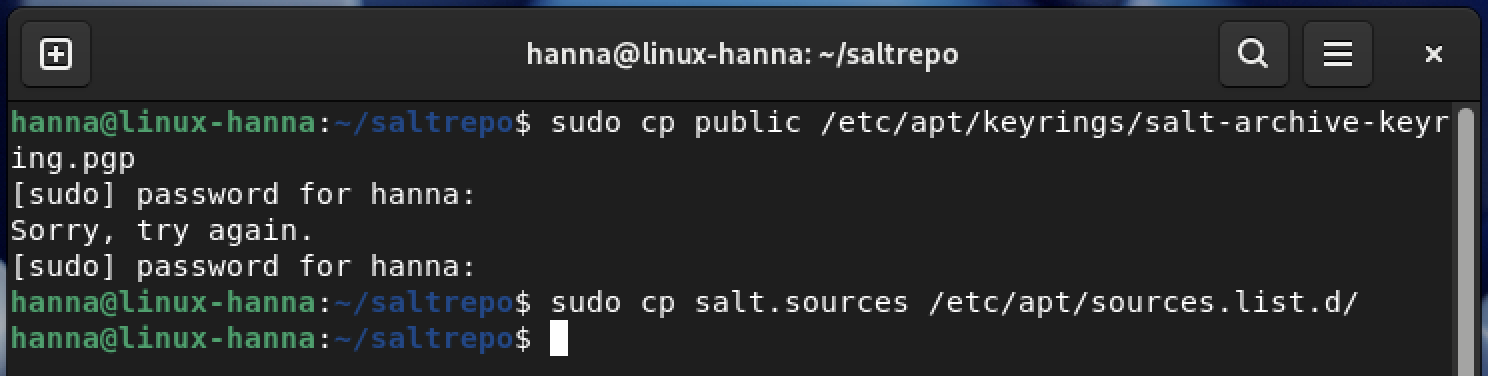 hanna@linux-hanna: ~/saltrepo
hanna@linux-hanna:~/saltrepo$ sudo cp public /etc/apt/keyrings/salt-archive-keyr
ing.pgp
[sudo] password for hanna:
Sorry, try again.
[sudo] password for hanna:
hanna@linux-hanna:~/saltrepo$ sudo cp salt.sources /etc/apt/sources.list.d/
hanna@linux-hanna:~/saltrepo$